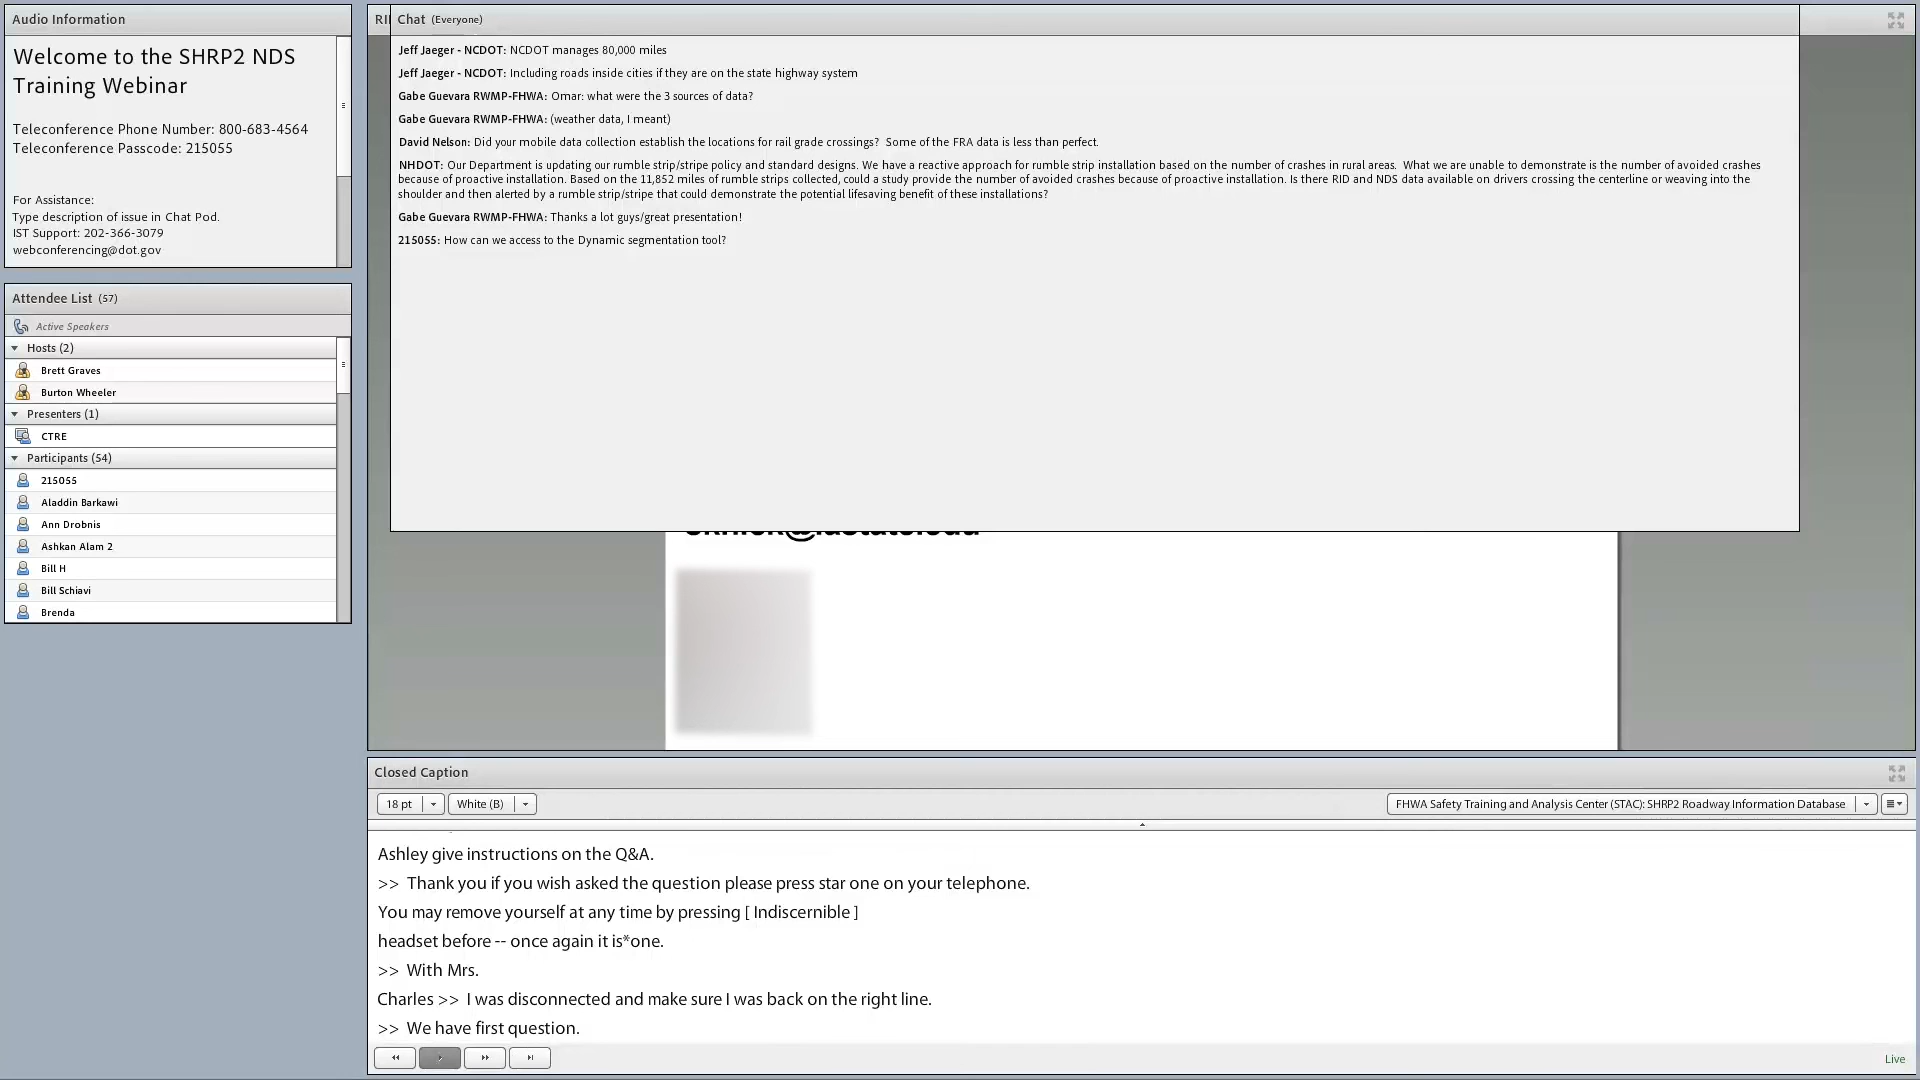 Audio Information
Welcome to the SHRP2 NDS
Training Webinar
Teleconference Phone Number: 800-683-4564
Teleconference Passcode: 215055
For Assistance:
Type description of issue in Chat Pod.
IST Support: 202-366-3079
webconferencing@dot.gov
Attendee List (57)
Active Speakers
Hosts (2)
Brett Graves
Burton Wheeler
Presenters (1)
CTRE
Participants (54)
215055
Aladdin Barkawi
Ann Drobnis
Ashkan Alam 2
Bill H
Bill Schiavi
Brenda
Chat (Everyone)
Jeff Jaeger - NCDOT: NCDOT manages 80,000 miles
Jeff Jaeger - NCDOT: Including roads inside cities if they are on the state highway system
Gabe Guevara RWMP-FHWA: Omar: what were the 3 sources of data?
Gabe Guevara RWMP-FHWA: (weather data, I meant)
David Nelson: Did your mobile data collection establish the locations for rail grade crossings?  Some of the FRA data is less than perfect.
NHDOT: Our Department is updating our rumble strip/stripe policy and standard designs. We have a reactive approach for rumble strip installation based on the number of crashes in rural areas.  What we are unable to demonstrate is the number of avoided crashes
because of proactive installation. Based on the 11,852 miles of rumble strips collected, could a study provide the number of avoided crashes because of proactive installation. Is there RID and NDS data available on drivers crossing the centerline or weaving into the
shoulder and then alerted by a rumble strip/stripe that could demonstrate the potential lifesaving benefit of these installations?
Gabe Guevara RWMP-FHWA: Thanks a lot guys/great presentation!
215055: How can we access to the Dynamic segmentation tool?
Closed Caption
18 pt
White (B)
FHWA Safety Training and Analysis Center (STAC): SHRP2 Roadway Information Database
Ashley give instructions on the Q&A.
>> Thank you if you wish asked the question please press star one on your telephone.
You may remove yourself at any time by pressing [ Indiscernible ]
headset before -- once again it is*one.
>> With Mrs.
Charles >> I was disconnected and make sure I was back on the right line.
>> We have first question.
Live